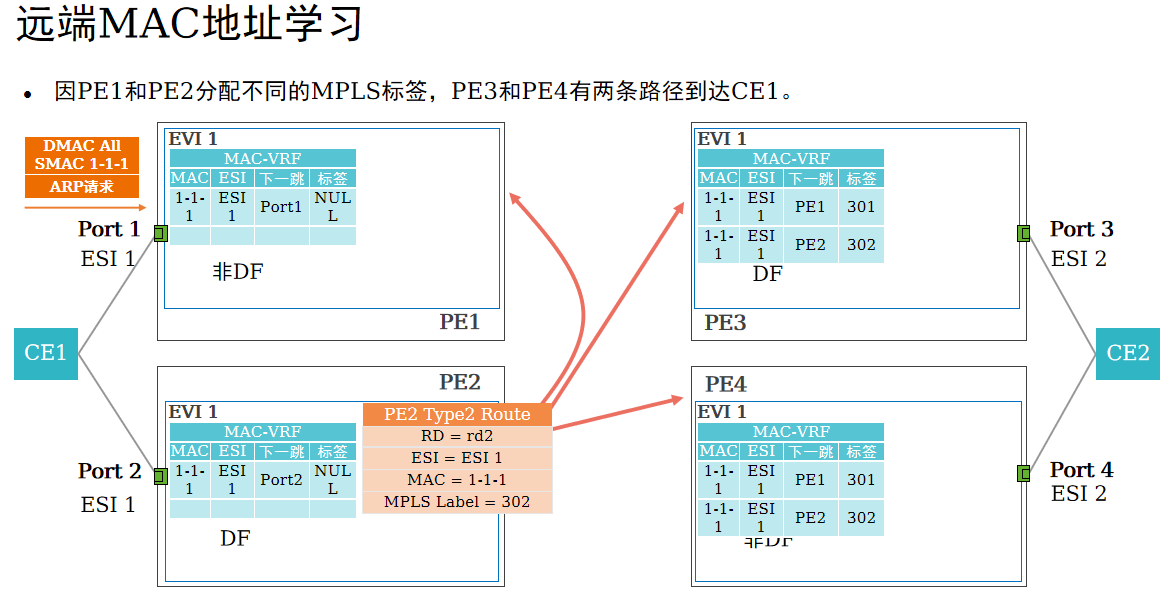 远端MAC地址学习
• 因PE1和PE2分配不同的MPLS标签，PE3和PE4有两条路径到达CE1。
DMAC All
SMAC 1-1-1
ARP请求
Port 1
ESI 1
EVI 1
MAC-VRF
MAC ESI 下一跳 标签
1-1-1 ESI 1 Port1 NULL
非DF
PE1
EVI 1
MAC-VRF
MAC ESI 下一跳 标签
1-1-1 ESI 1 PE1 301
1-1-1 ESI 1 PE2 302
DF
PE3
Port 3
ESI 2
CE1
CE2
PE2
EVI 1
MAC-VRF
MAC ESI 下一跳 标签
1-1-1 ESI 1 Port2 NULL
DF
Port 2
ESI 1
PE2 Type2 Route
RD = rd2
ESI = ESI 1
MAC = 1-1-1
MPLS Label = 302
PE4
EVI 1
MAC-VRF
MAC ESI 下一跳 标签
1-1-1 ESI 1 PE1 301
1-1-1 ESI 1 PE2 302
非DF
Port 4
ESI 2